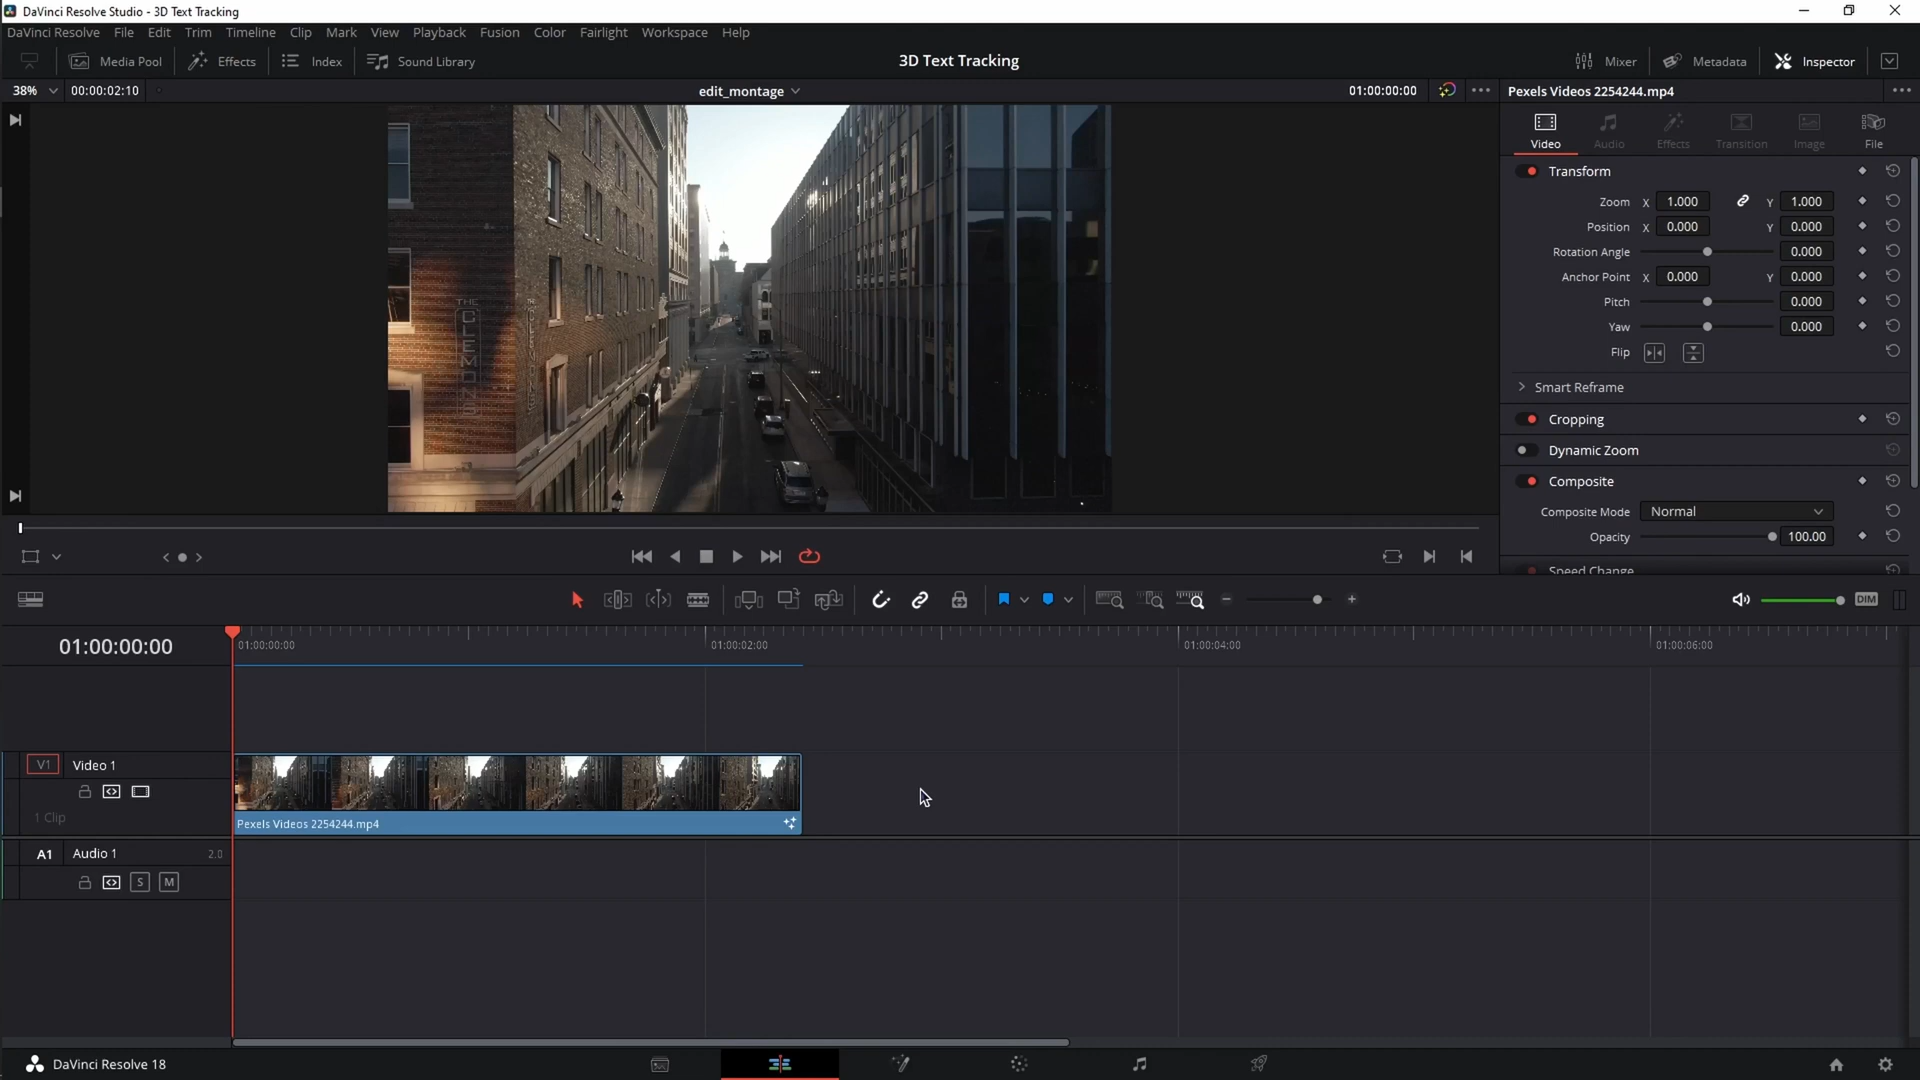 DaVinci Resolve Studio - 3D Text Tracking
DaVinci Resolve File Edit Trim Timeline Clip Mark View Playback Fusion Color Fairlight Workspace Help
Media Pool Effects Index Sound Library 3D Text Tracking Mixer Metadata Inspector
38% 00:00:02:10 edit_montage 01:00:00:00 Pexels Videos 2254244.mp4
Video Audio Effects Transition Image File
Transform
Zoom X 1.000 Y 1.000
Position X 0.000 Y 0.000
Rotation Angle 0.000
Anchor Point X 0.000 Y 0.000
Pitch 0.000
Yaw 0.000
Flip
Smart Reframe
Cropping
Dynamic Zoom
Composite
Composite Mode Normal
Opacity 100.00
Speed Change
THE
CLEMONS
DIM
01:00:00:00 01:00:00:00 01:00:02:00 01:00:04:00 01:00:06:00
V1 Video 1
1 Clip
Pexels Videos 2254244.mp4
A1 Audio 1 2.0
S M
DaVinci Resolve 18